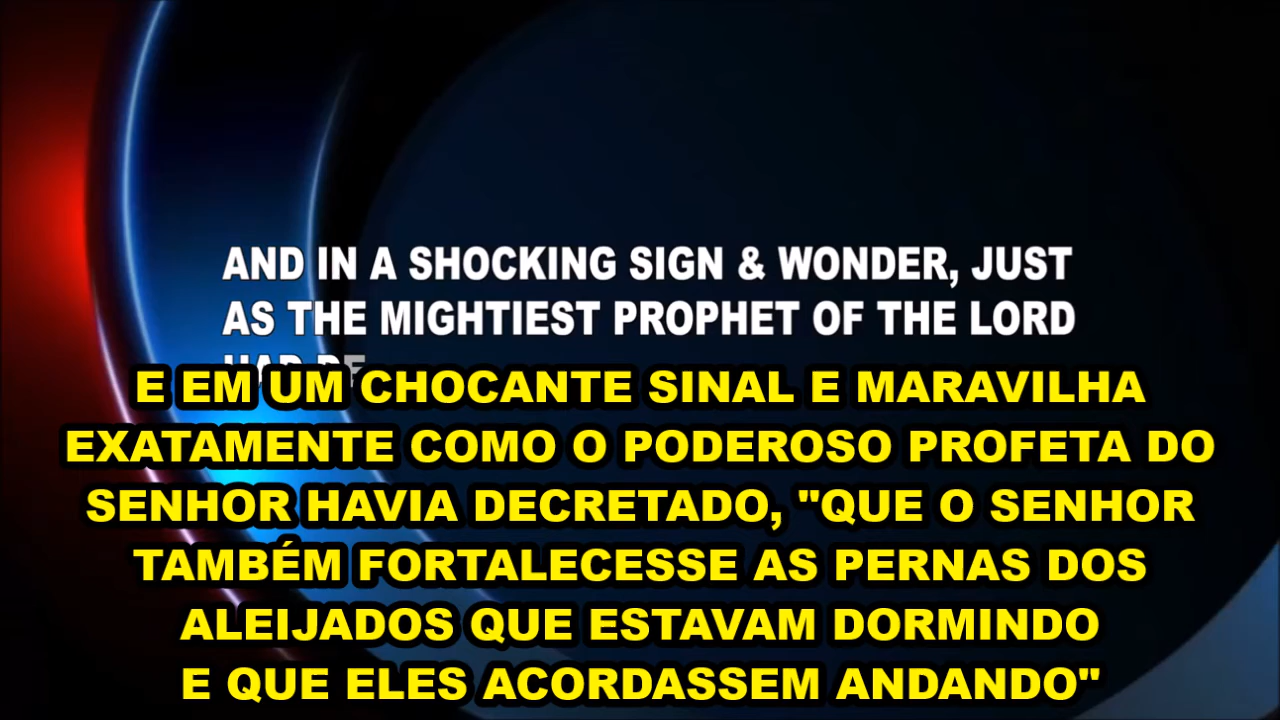 AND IN A SHOCKING SIGN & WONDER, JUST
AS THE MIGHTIEST PROPHET OF THE LORD
E EM UM CHOCANTE SINAL E MARAVILHA
EXATAMENTE COMO O PODEROSO PROFETA DO
SENHOR HAVIA DECRETADO, "QUE O SENHOR
TAMBÉM FORTALECESSE AS PERNAS DOS
ALEIJADOS QUE ESTAVAM DORMINDO
E QUE ELES ACORDASSEM ANDANDO"